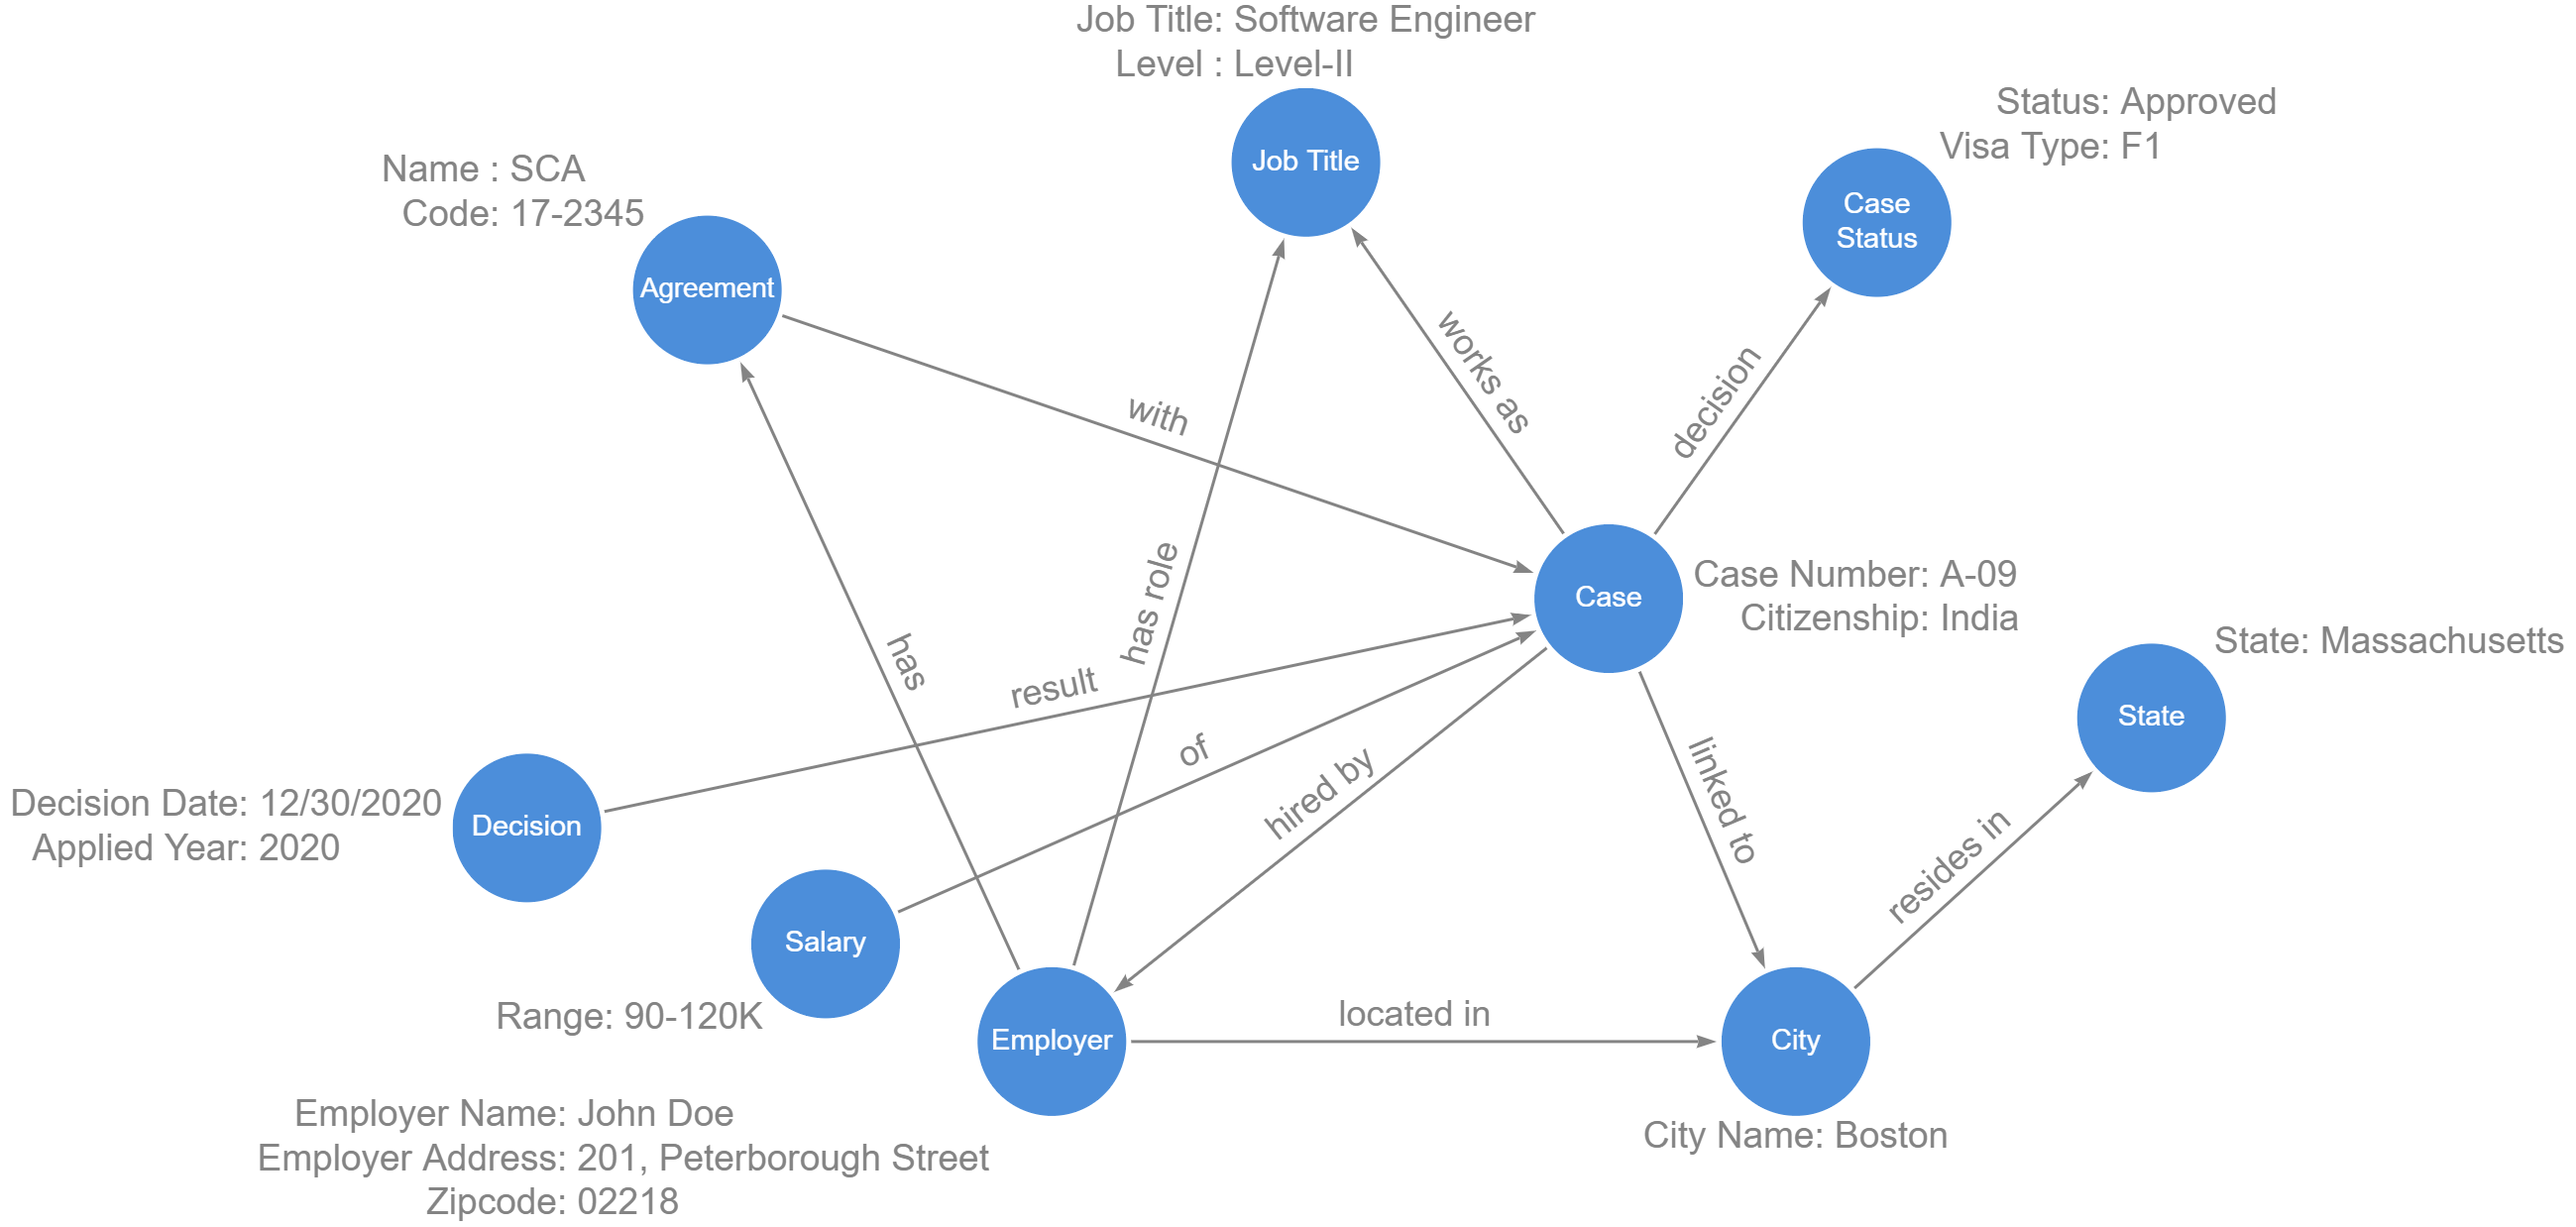 Job Title: Software Engineer
Level : Level-II
Job Title
Status: Approved
Visa Type: F1
Case
Status
Name : SCA
Code: 17-2345
Agreement
with
works as
decision
has role
has
Case
Case Number: A-09
Citizenship: India
State: Massachusetts
State
result
of
hired by
linked to
resides in
Decision Date: 12/30/2020
Applied Year: 2020
Decision
Salary
Range: 90-120K
Employer
located in
City
Employer Name: John Doe
Employer Address: 201, Peterborough Street
Zipcode: 02218
City Name: Boston